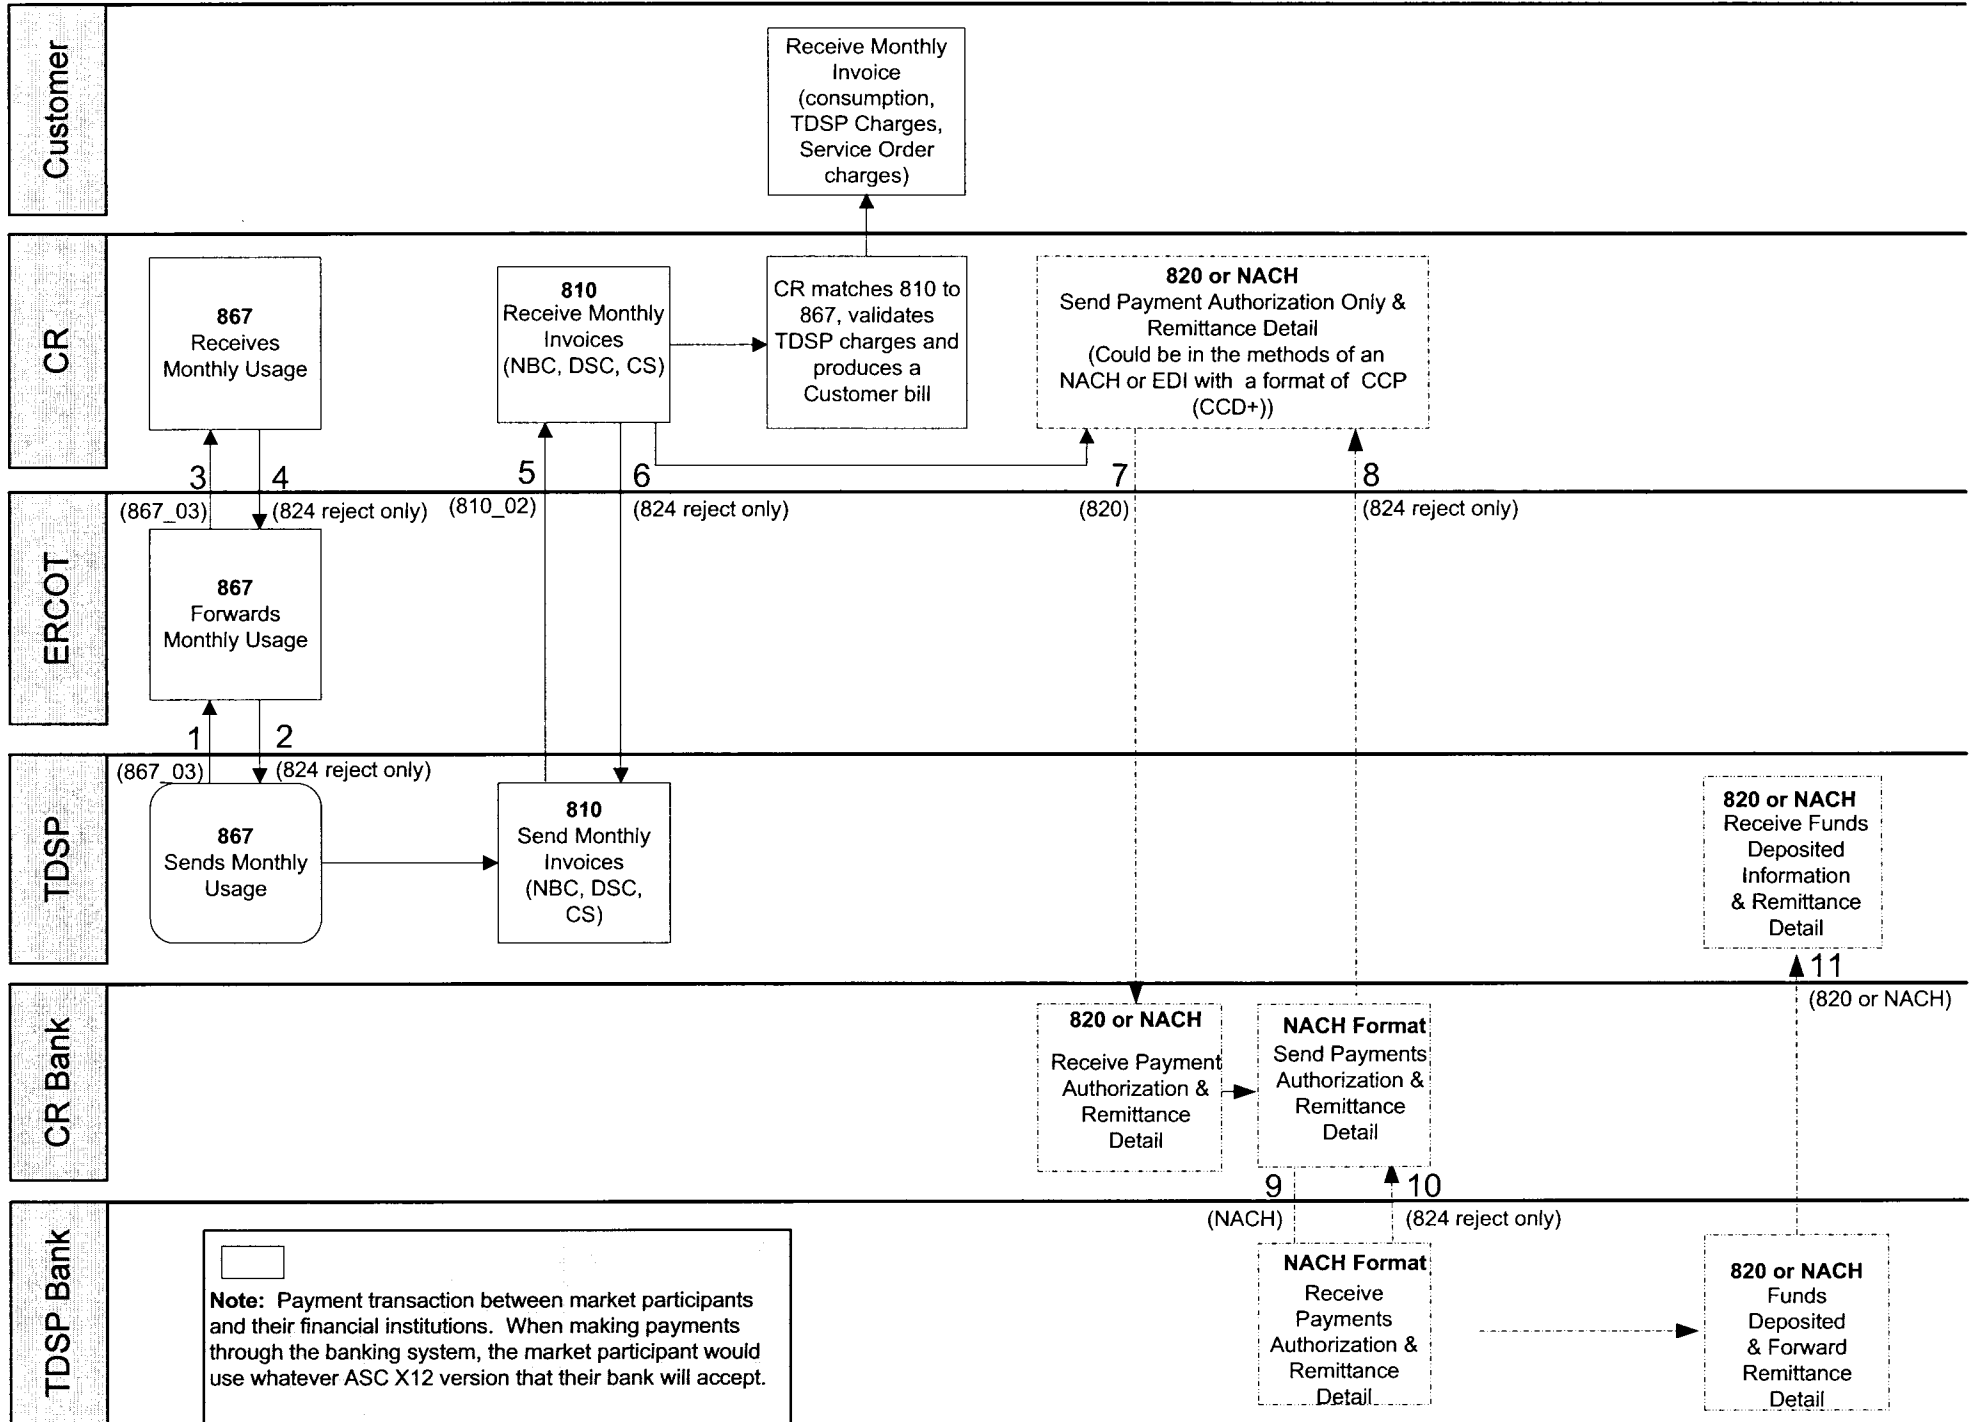 Customer
Receive Monthly
Invoice
(consumption,
TDSP Charges,
Service Order
charges)
CR
867
Receives
Monthly Usage
810
Receive Monthly
Invoices
(NBC, DSC, CS)
CR matches 810 to
867, validates
TDSP charges and
produces a
Customer bill
820 or NACH
Send Payment Authorization Only &
Remittance Detail
(Could be in the methods of an
NACH or EDI with a format of CCP
(CCD+))
3
4
5
6
7
8
ERCOT
(867_03)
(824 reject only)
(810_02)
(824 reject only)
(820)
(824 reject only)
867
Forwards
Monthly Usage
1
2
TDSP
(867_03)
(824 reject only)
867
Sends Monthly
Usage
810
Send Monthly
Invoices
(NBC, DSC,
CS)
820 or NACH
Receive Funds
Deposited
Information
& Remittance
Detail
11
(820 or NACH)
CR Bank
820 or NACH
Receive Payment
Authorization &
Remittance
Detail
NACH Format
Send Payments
Authorization &
Remittance
Detail
9
10
TDSP Bank
(NACH)
(824 reject only)
Note: Payment transaction between market participants
and their financial institutions. When making payments
through the banking system, the market participant would
use whatever ASC X12 version that their bank will accept.
NACH Format
Receive
Payments
Authorization &
Remittance
Detail
820 or NACH
Funds
Deposited
& Forward
Remittance
Detail